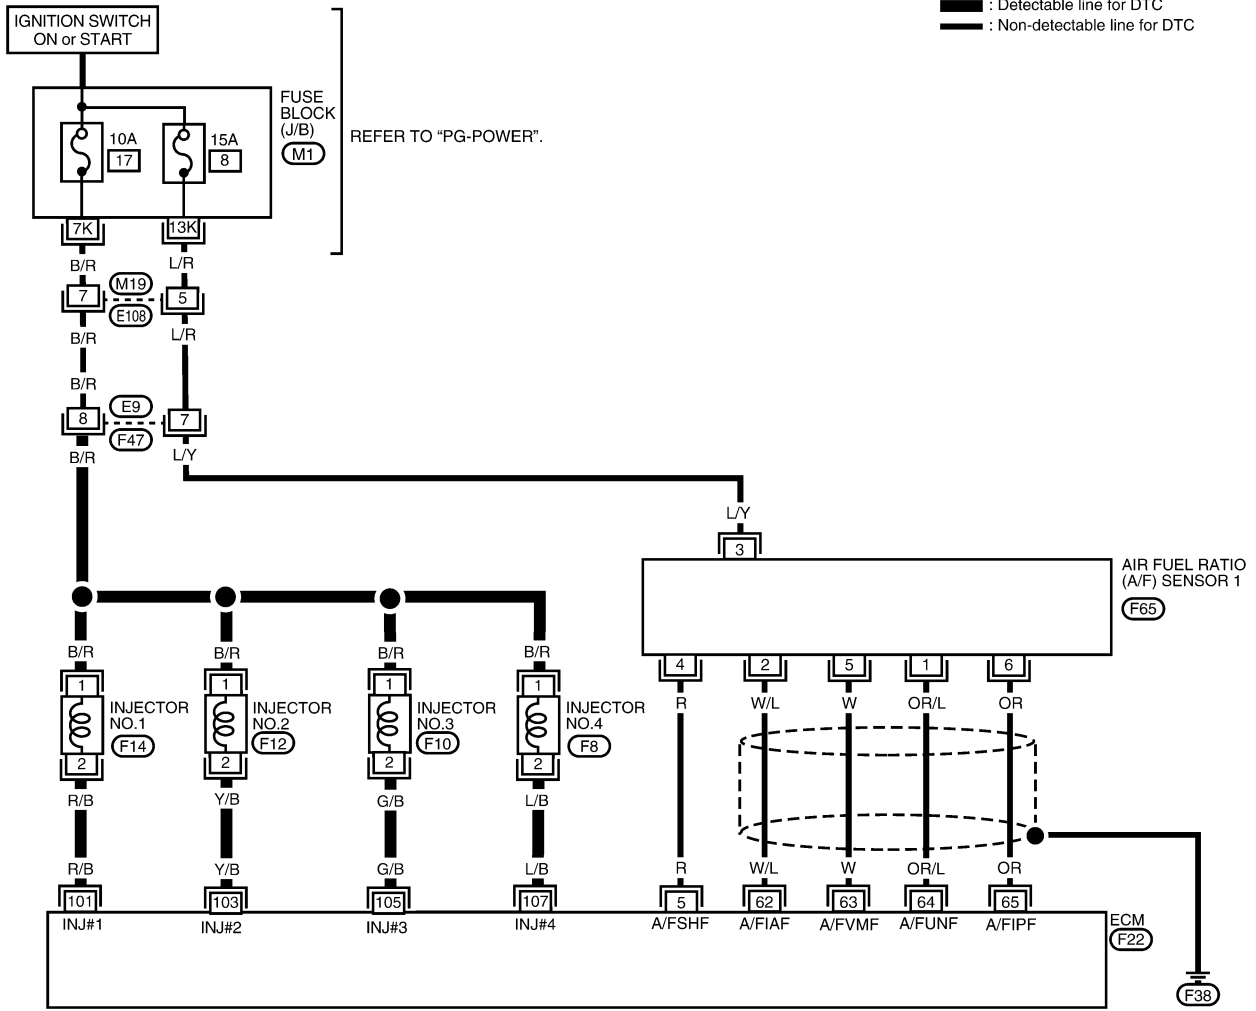 IGNITION SWITCH
ON or START
: Detectable line for DTC
: Non-detectable line for DTC
FUSE
BLOCK
(J/B)
M1
REFER TO “PG-POWER”.
10A
17
15A
8
7K
13K
B/R
L/R
7
M19
E108
5
B/R
L/R
B/R
8
E9
F47
7
B/R
L/Y
L/Y
3
AIR FUEL RATIO
(A/F) SENSOR 1
F65
4
2
5
1
6
R
W/L
W
OR/L
OR
B/R
B/R
B/R
B/R
1
1
1
1
INJECTOR
NO.1
F14
INJECTOR
NO.2
F12
INJECTOR
NO.3
F10
INJECTOR
NO.4
F8
2
2
2
2
R/B
Y/B
G/B
L/B
R/B
Y/B
G/B
L/B
R
W/L
W
OR/L
OR
101
103
105
107
5
62
63
64
65
INJ#1
INJ#2
INJ#3
INJ#4
A/FSHF
A/FIAF
A/FVMF
A/FUNF
A/FIPF
ECM
F22
F38